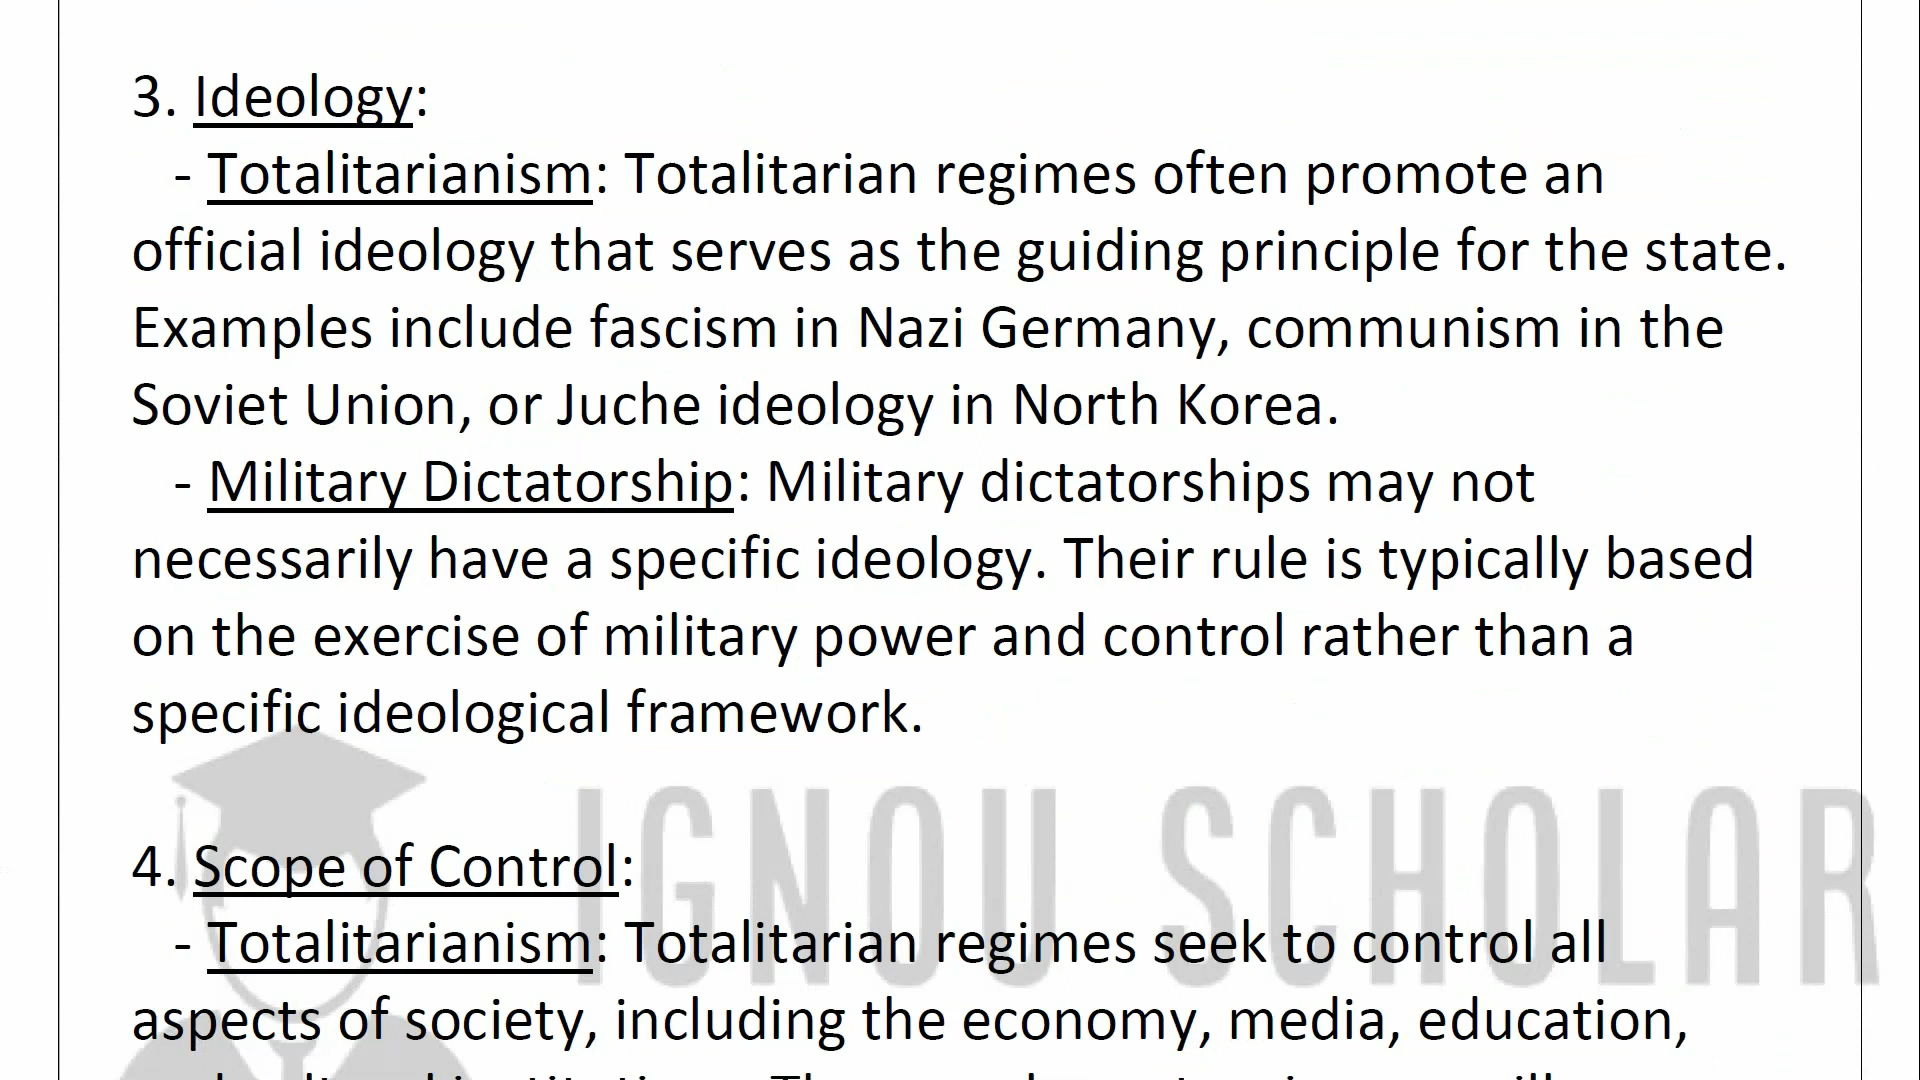 3. Ideology:
- Totalitarianism: Totalitarian regimes often promote an
official ideology that serves as the guiding principle for the state.
Examples include fascism in Nazi Germany, communism in the
Soviet Union, or Juche ideology in North Korea.
- Military Dictatorship: Military dictatorships may not
necessarily have a specific ideology. Their rule is typically based
on the exercise of military power and control rather than a
specific ideological framework.
IGNOU SCHOLAR
4. Scope of Control:
- Totalitarianism: Totalitarian regimes seek to control all
aspects of society, including the economy, media, education,